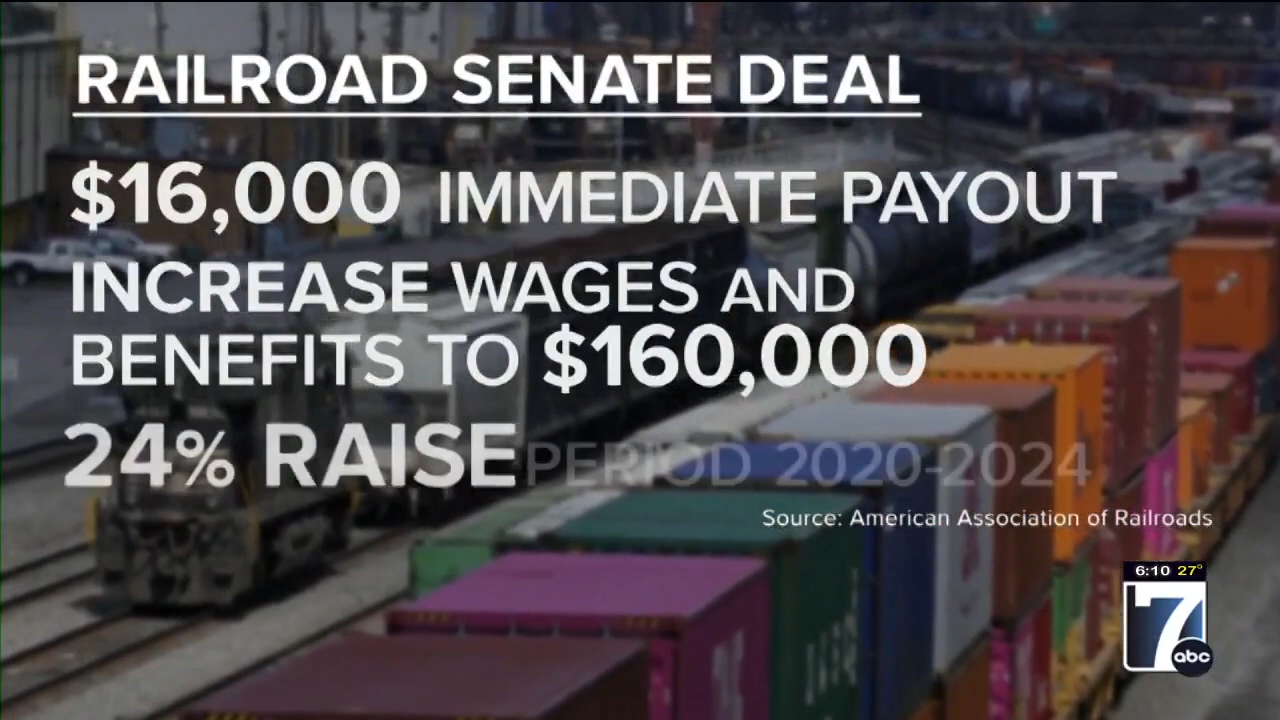 RAILROAD SENATE DEAL
$16,000 IMMEDIATE PAYOUT
INCREASE WAGES AND
BENEFITS TO $160,000
24% RAISE PERIOD 2020-2024
Source: American Association of Railroads
6:10 27°
7
abc